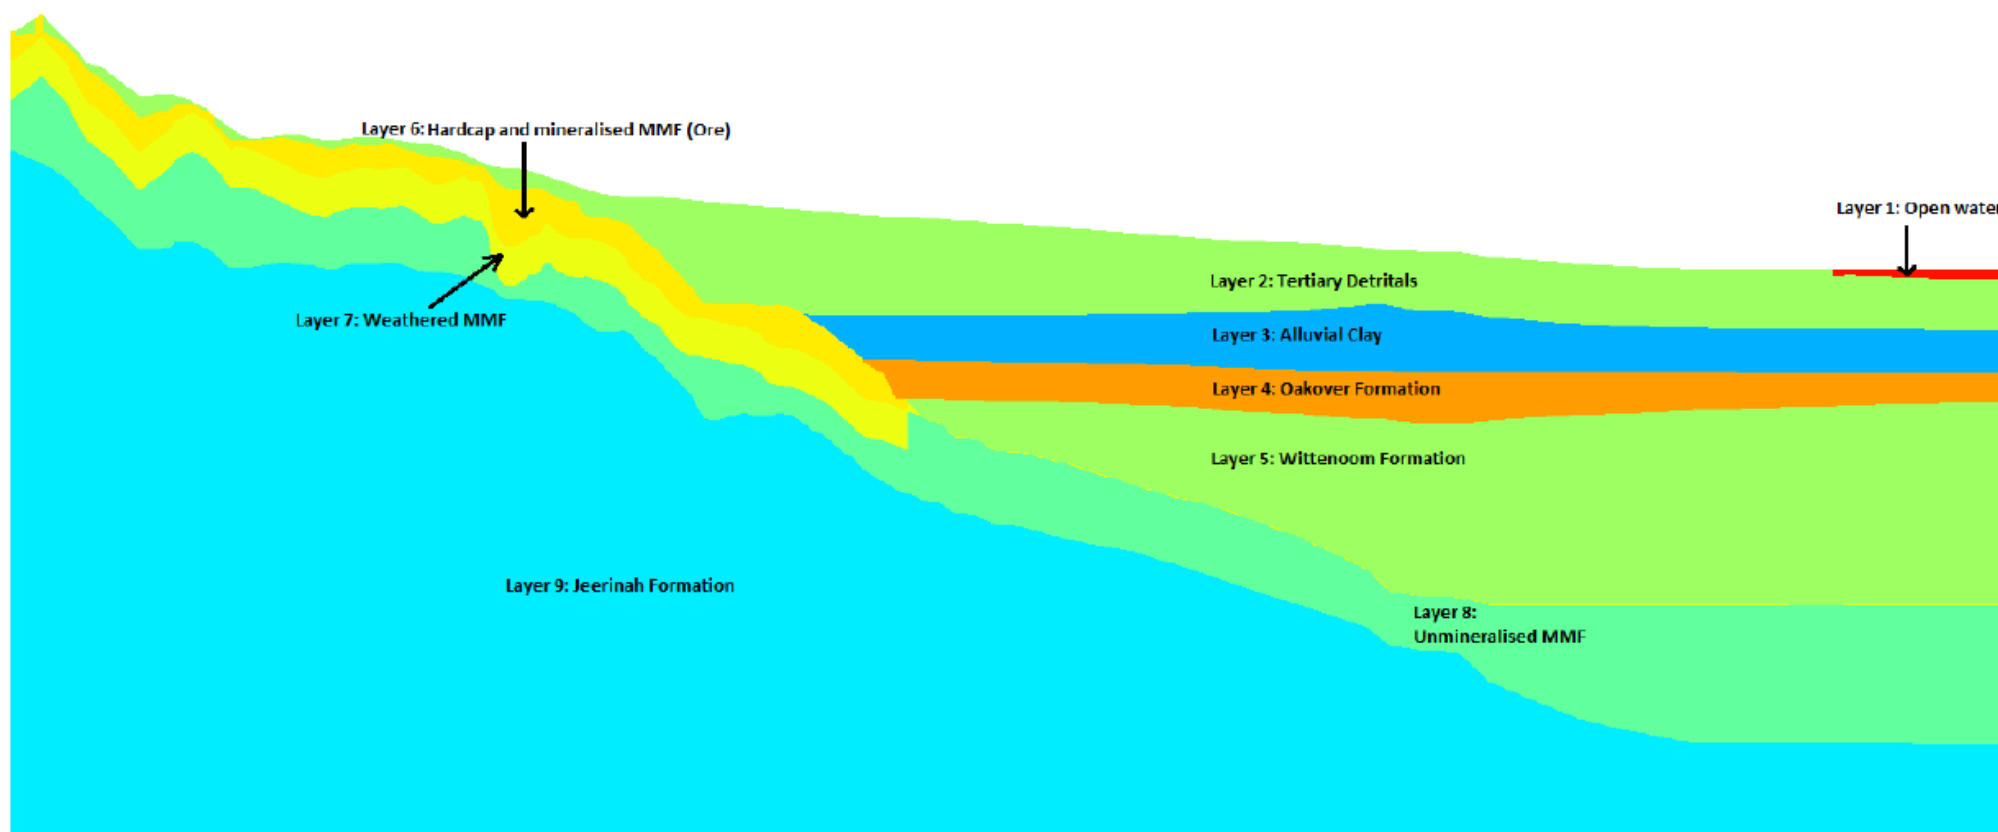 Layer 6: Hardcap and mineralised MMF (Ore)
Layer 1: Open water
Layer 2: Tertiary Detritals
Layer 7: Weathered MMF
Layer 3: Alluvial Clay
Layer 4: Oakover Formation
Layer 5: Wittenoom Formation
Layer 9: Jeerinah Formation
Layer 8:
Unmineralised MMF